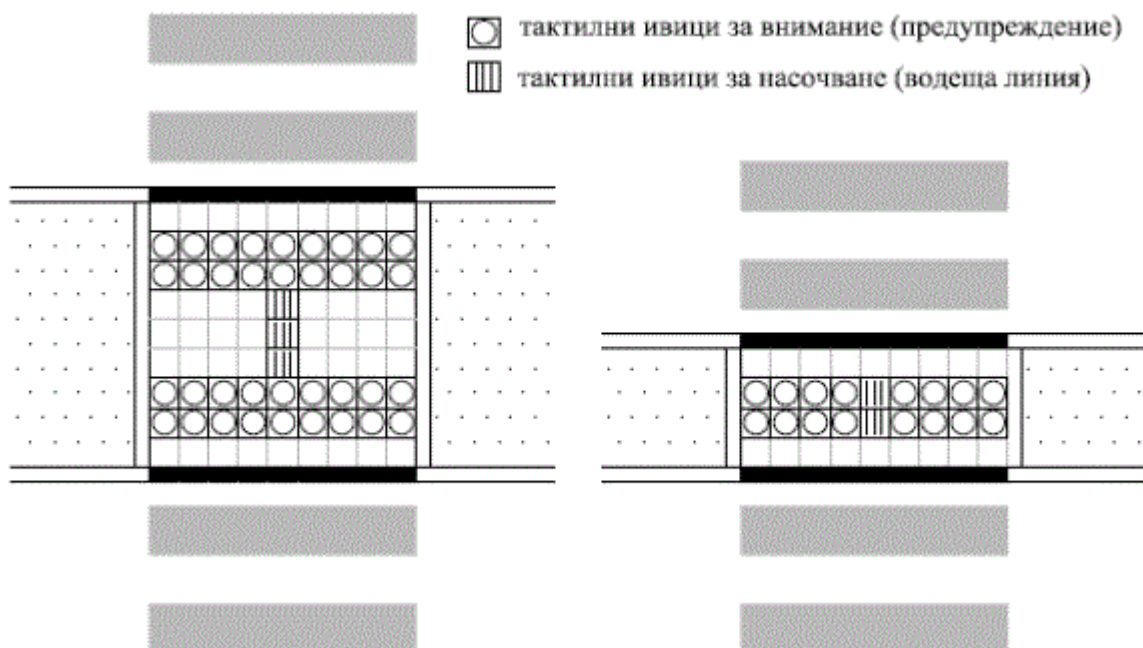 тактилни ивици за внимание (предупреждение)
тактилни ивици за насочване (водеща линия)